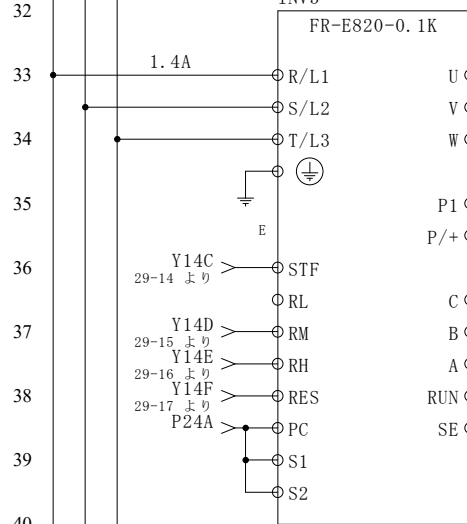 32
FR-E820-0.1K
33
1.4A
R/L1
U
S/L2
V
34
T/L3
W
35
P1
E
P/+
36
Y14C
29-14 より
STF
RL
C
37
Y14D
29-15 より
RM
B
Y14E
29-16 より
RH
A
38
Y14F
29-17 より
RES
RUN
P24A
PC
SE
39
S1
S2